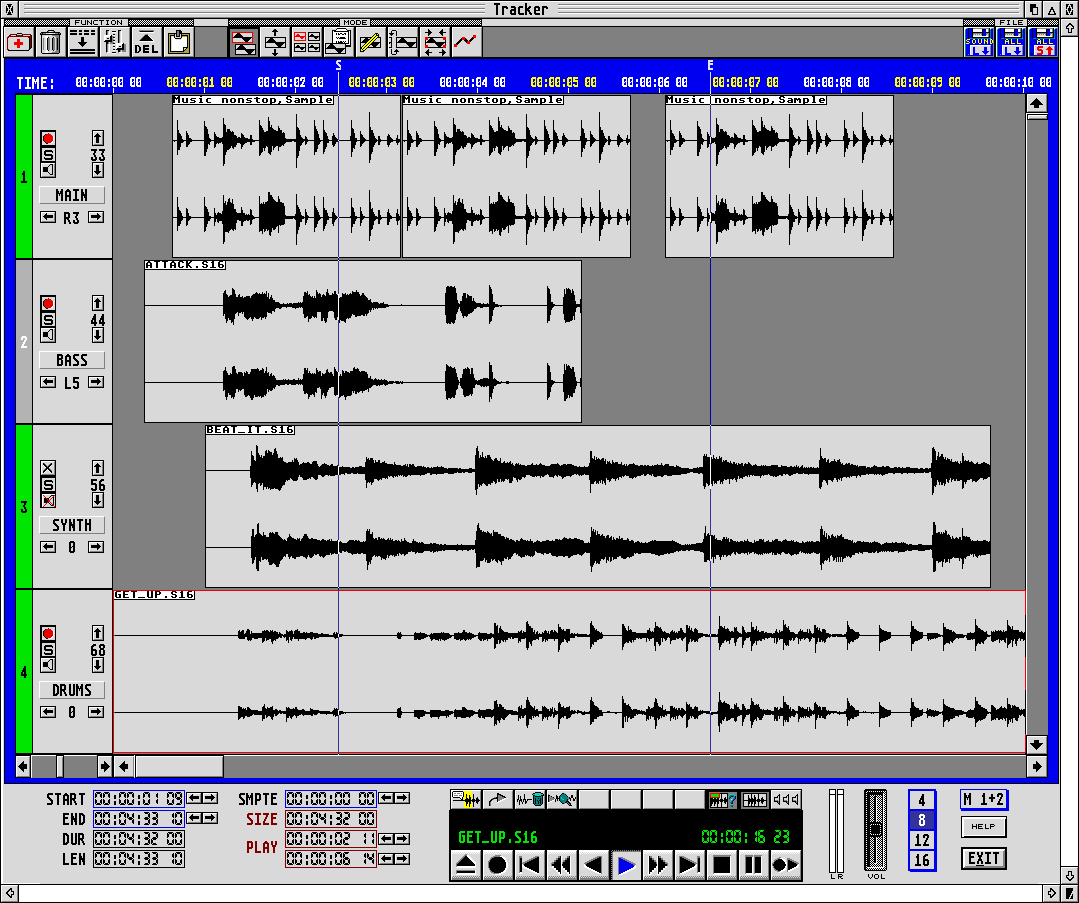 Tracker
FUNCTION MODE FILE
DEL
SOUND ALL ALL
S E
TIME: 00:00:00 00 00:00:01 00 00:00:02 00 00:00:03 00 00:00:04 00 00:00:05 00 00:00:06 00 00:00:07 00 00:00:08 00 00:00:09 00 00:00:10 00
Music nonstop,Sample Music nonstop,Sample Music nonstop,Sample
1 S 33
MAIN
R3
ATTACK.S16
2 S 44
BASS
L5
BEAT_IT.S16
3 S 56
SYNTH
0
GET_UP.S16
4 S 68
DRUMS
0
START 00:00:01 09 SMPTE 00:00:00 00
END 00:04:33 10 SIZE 00:04:32 00
DUR 00:04:32 00 PLAY 00:00:02 11
LEN 00:04:33 10 00:00:06 14
GET_UP.S16 00:00:16 23
L R VOL
4
8
12
16
M 1+2
HELP
EXIT